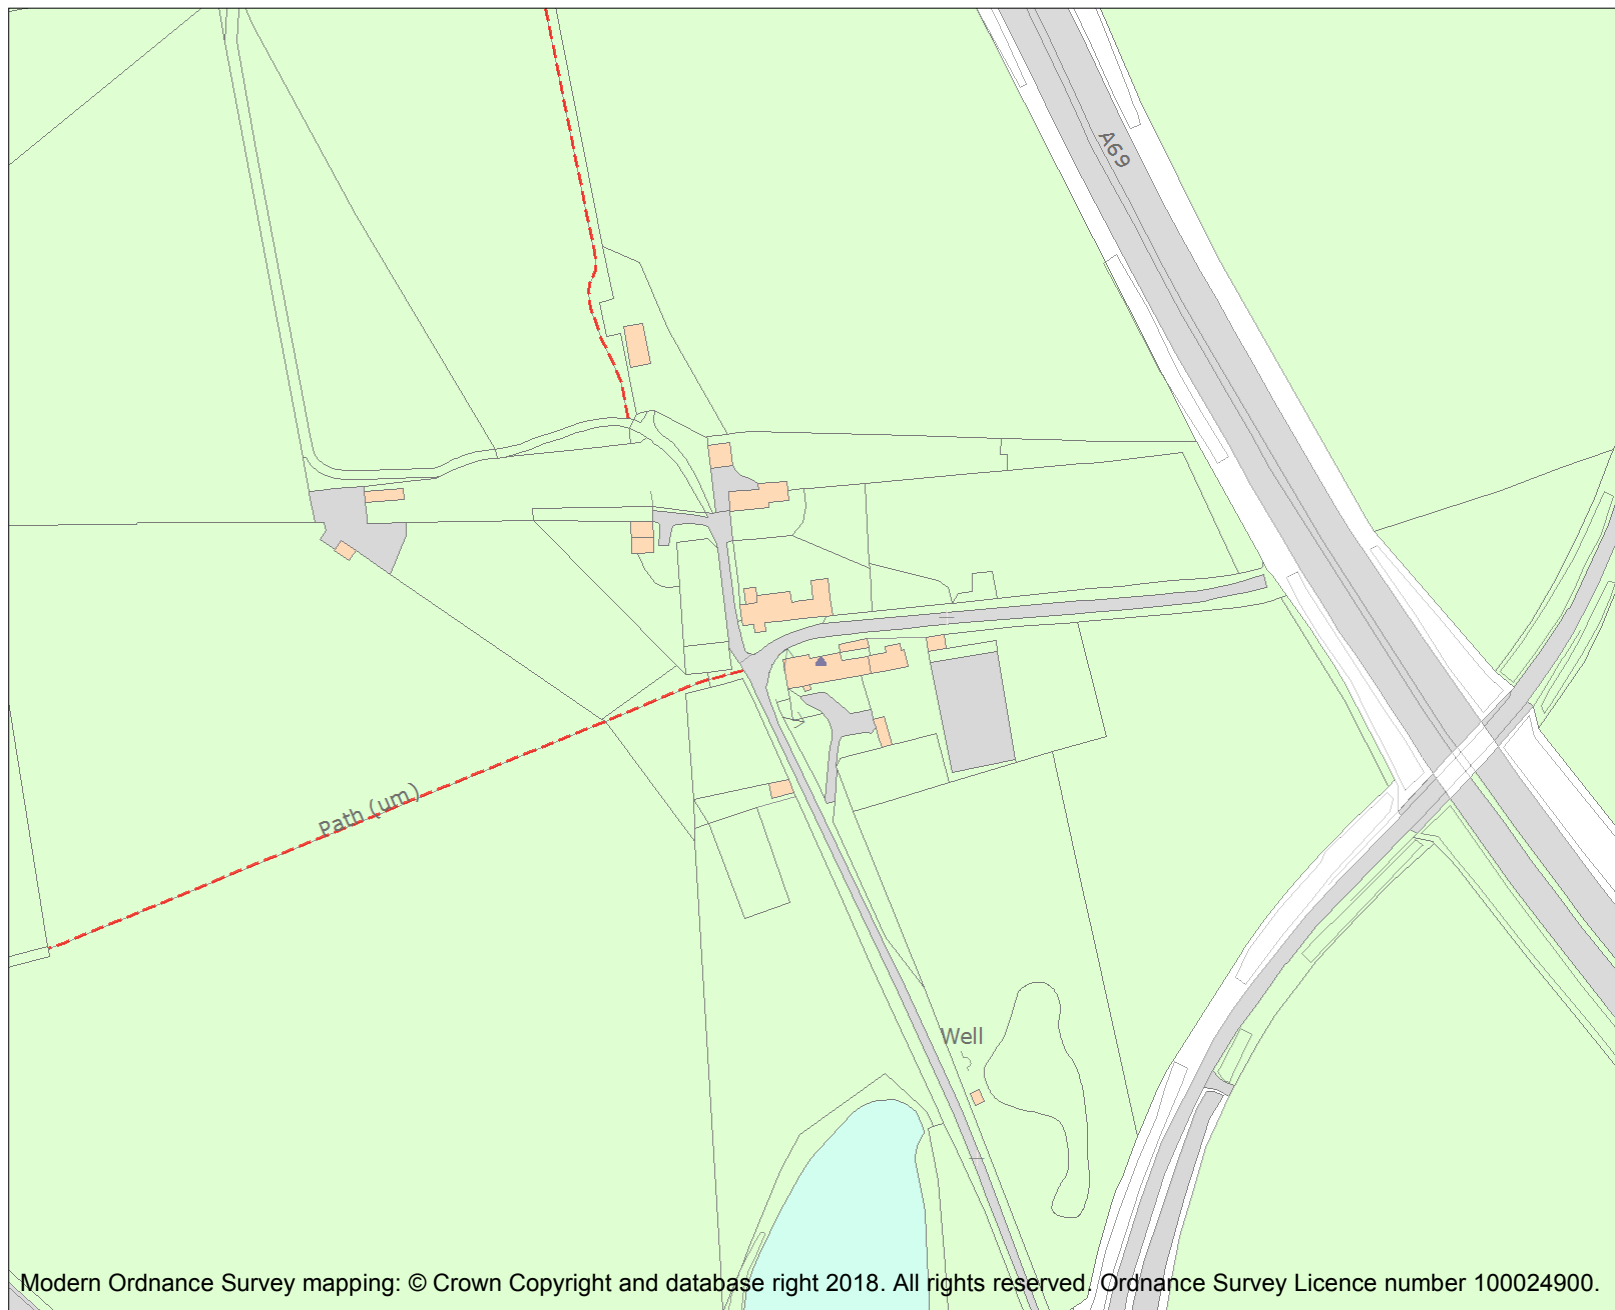 A69
Path (um)
Well
Modern Ordnance Survey mapping: © Crown Copyright and database right 2018. All rights reserved. Ordnance Survey Licence number 100024900.